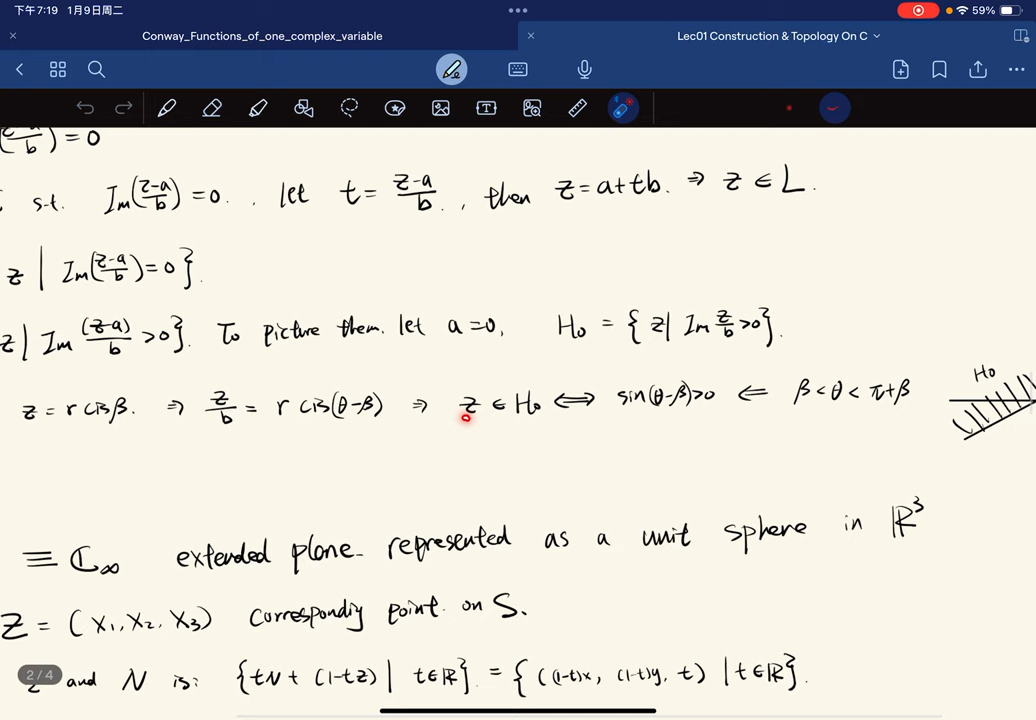 下午7:19 1月9日周二
59%
Conway_Functions_of_one_complex_variable
Lec01 Construction & Topology On C
b) = 0
s.t. Im(z-a/b) = 0. , let t = z-a/b , then z = a+tb. ⇒ z ∈ L.
z | Im(z-a/b) = 0 }.
z | Im (z-a)/b > 0 }. To picture them. let a = 0, H₀ = { z | Im z/b > 0 }.
z = r cis β. ⇒ z/b = r cis(θ-β) ⇒ z ∈ H₀ ⟺ sin(θ-β) > 0 ⇐ β < θ < π+β
H₀
≡ ℂ∞ extended plane represented as a unit sphere in ℝ³
Z = (x₁, x₂, x₃) Correspondiy point on S.
2/4
and N is: {tN + (1-tz) | t∈ℝ}. = { ((1-t)x, (1-t)y, t) | t∈ℝ}.